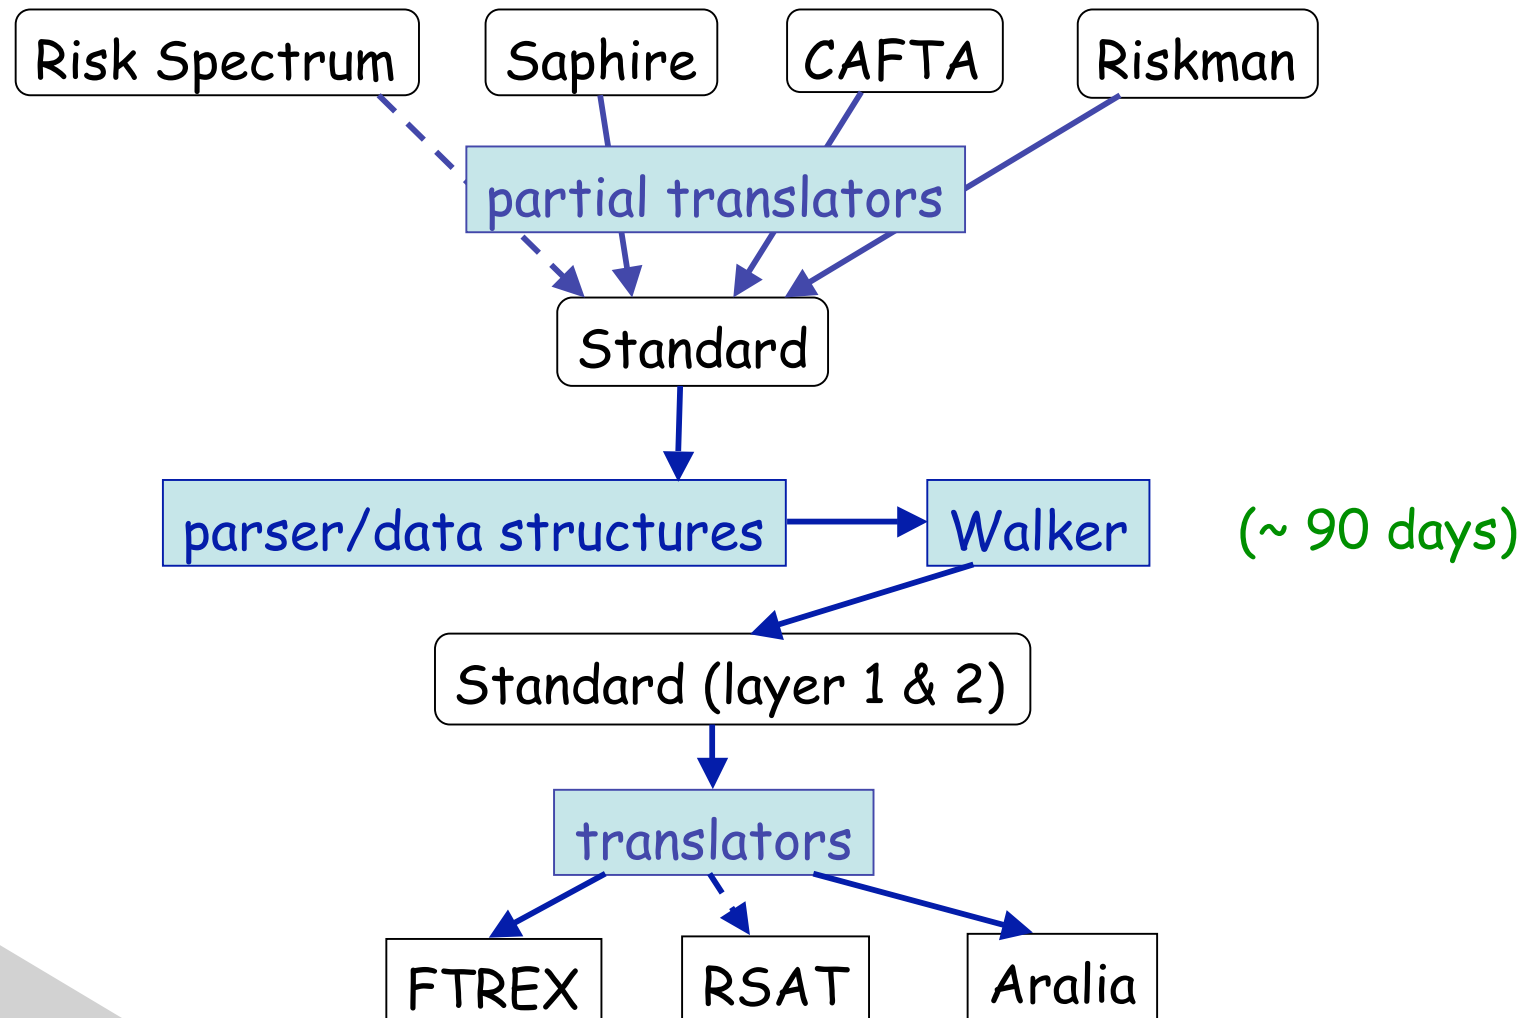 Risk Spectrum
Saphire
CAFTA
Riskman
partial translators
Standard
parser/data structures
Walker
(~ 90 days)
Standard (layer 1 & 2)
translators
FTREX
RSAT
Aralia